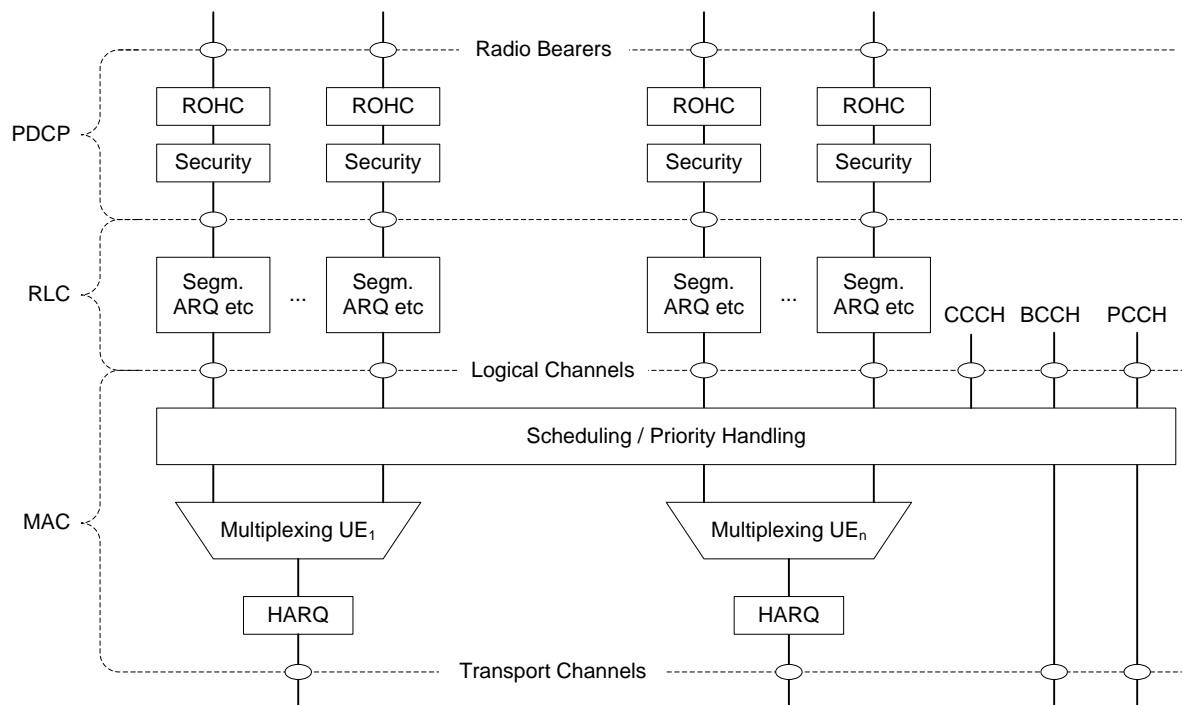 Radio Bearers
ROHC ROHC ROHC ROHC
PDCP
Security Security Security Security
Segm. Segm. Segm. Segm.
RLC
ARQ etc ... ARQ etc ARQ etc ... ARQ etc
CCCH BCCH PCCH
Logical Channels
Scheduling / Priority Handling
MAC
Multiplexing UE1 Multiplexing UEn
HARQ HARQ
Transport Channels